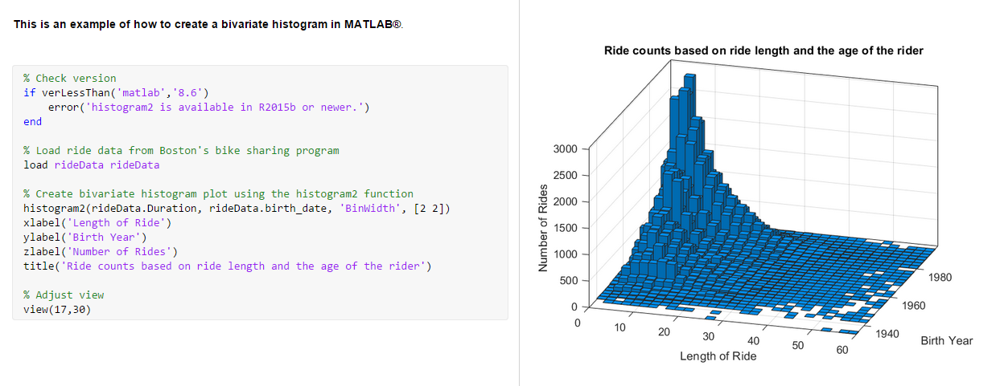 This is an example of how to create a bivariate histogram in MATLAB®.
% Check version
if verLessThan('matlab','8.6')
    error('histogram2 is available in R2015b or newer.')
end
% Load ride data from Boston's bike sharing program
load rideData rideData
% Create bivariate histogram plot using the histogram2 function
histogram2(rideData.Duration, rideData.birth_date, 'BinWidth', [2 2])
xlabel('Length of Ride')
ylabel('Birth Year')
zlabel('Number of Rides')
title('Ride counts based on ride length and the age of the rider')
% Adjust view
view(17,30)
Ride counts based on ride length and the age of the rider
Number of Rides
3000
2500
2000
1500
1000
500
0
0
10
20
30
40
50
60
Length of Ride
1940
1960
1980
Birth Year